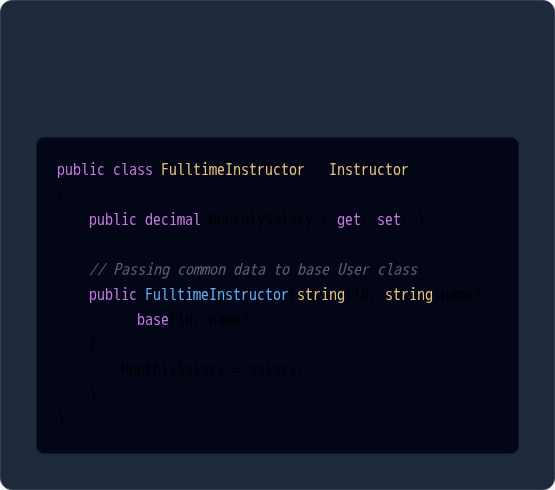 public class FulltimeInstructor : Instructor
{
public decimal MonthlySalary { get; set; }
// Passing common data to base User class
public FulltimeInstructor(string id, string name)
: base(id, name)
{
MonthlySalary = salary;
}
}